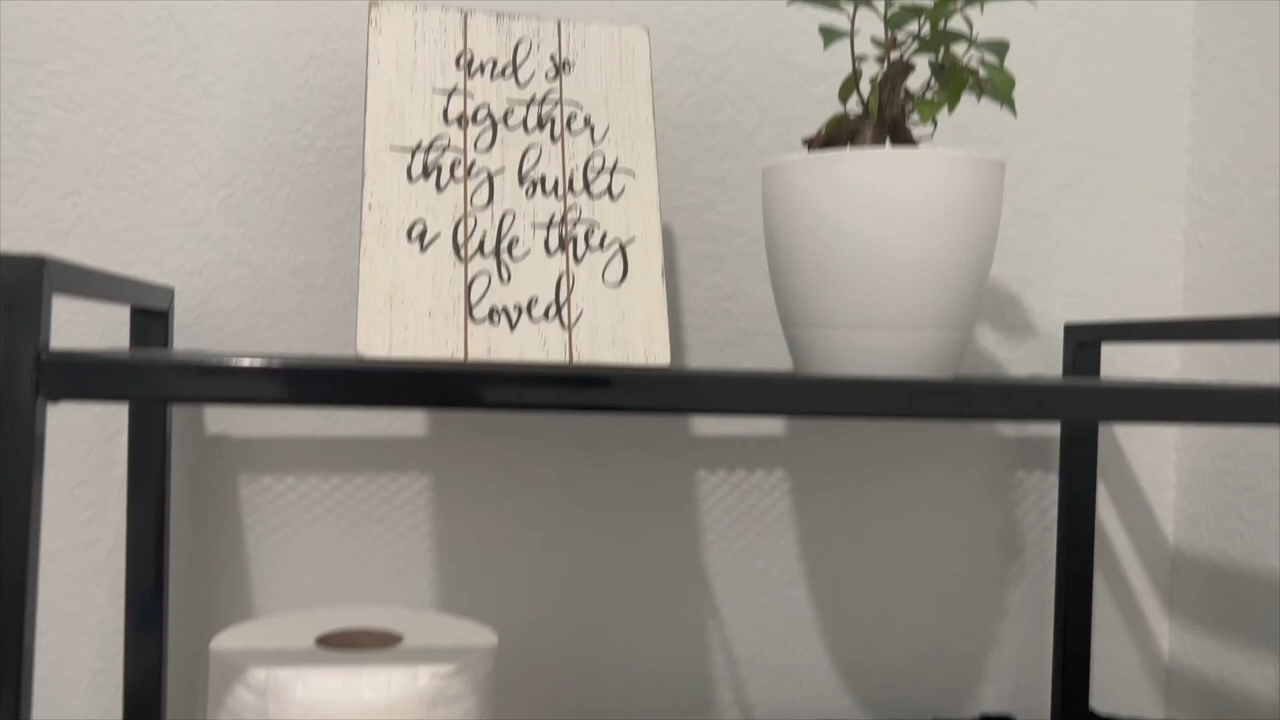 and so
together
they built
a life they
loved